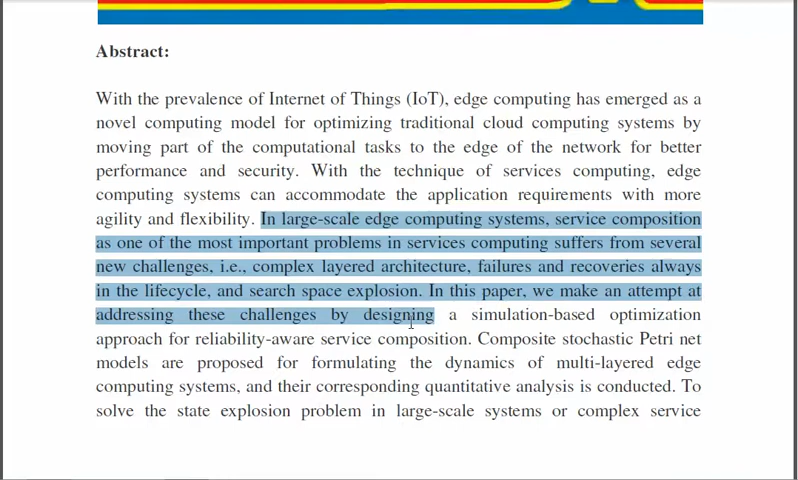 Abstract:
With the prevalence of Internet of Things (IoT), edge computing has emerged as a
novel computing model for optimizing traditional cloud computing systems by
moving part of the computational tasks to the edge of the network for better
performance and security. With the technique of services computing, edge
computing systems can accommodate the application requirements with more
agility and flexibility. In large-scale edge computing systems, service composition
as one of the most important problems in services computing suffers from several
new challenges, i.e., complex layered architecture, failures and recoveries always
in the lifecycle, and search space explosion. In this paper, we make an attempt at
addressing these challenges by designing a simulation-based optimization
approach for reliability-aware service composition. Composite stochastic Petri net
models are proposed for formulating the dynamics of multi-layered edge
computing systems, and their corresponding quantitative analysis is conducted. To
solve the state explosion problem in large-scale systems or complex service